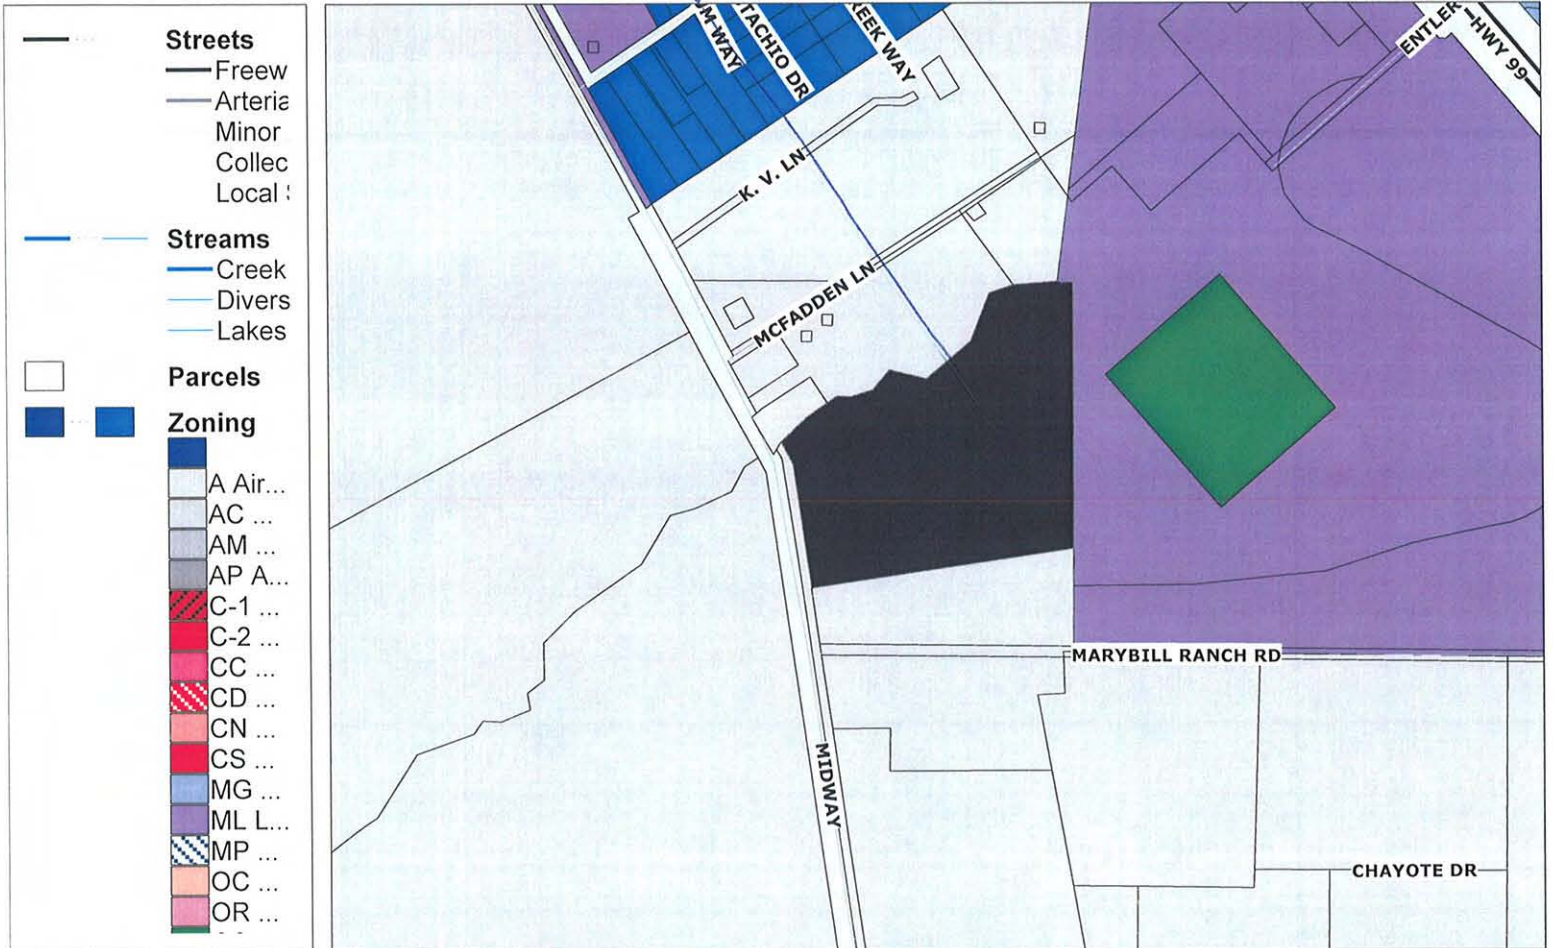 Streets
Freew
Arteria
Minor
Collec
Local
Streams
Creek
Divers
Lakes
Parcels
Zoning
A Air...
AC ...
AM ...
AP A...
C-1 ...
C-2 ...
CC ...
CD ...
CN ...
CS ...
MG ...
ML L...
MP ...
OC ...
OR ...
WAY
TACHIO DR
REEK WAY
ENTLER
HWY 99
K. V. LN
MCFADDEN LN
MARYBILL RANCH RD
MIDWAY
CHAYOTE DR